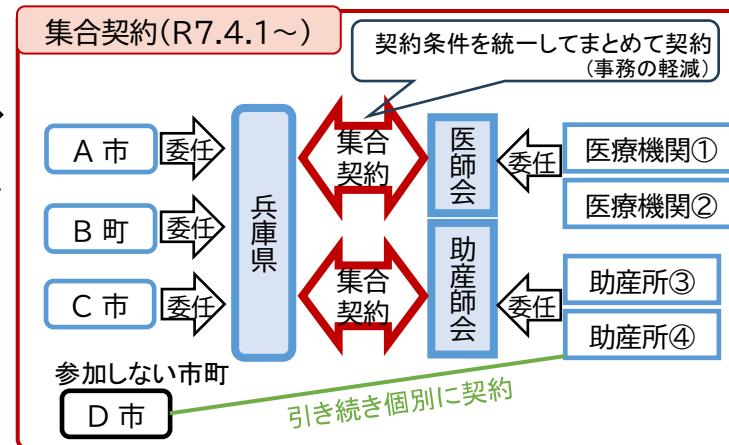 集合契約(R7.4.1～)
契約条件を統一してまとめて契約
(事務の軽減)
A 市
委任
B 町
委任
C 市
委任
兵庫県
集合
契約
集合
契約
医師会
助産師会
委任
委任
医療機関①
医療機関②
助産所③
助産所④
参加しない市町
D 市
引き続き個別に契約